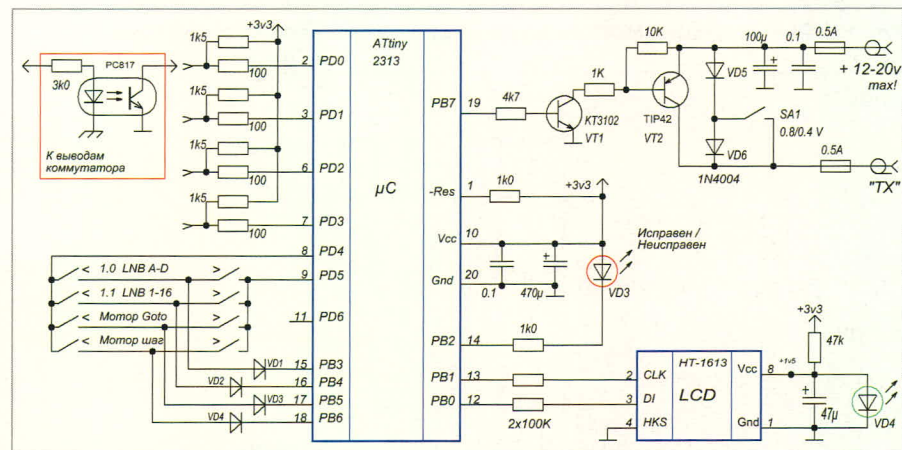 +3v3
1k5
100
1k5
100
1k5
100
1k5
100
PC817
3k0
К выводам
коммутатора
ATtiny
2313
µC
2 PD0
3 PD1
6 PD2
7 PD3
8 PD4
9 PD5
11 PD6
15 PB3
16 PB4
17 PB5
18 PB6
< 1.0 LNB A-D >
< 1.1 LNB 1-16 >
< Мотор Goto >
< Мотор шаг >
VD1
VD2
VD3
VD4
PB7 19
-Res 1
Vcc 10
Gnd 20
PB2 14
PB1 13
PB0 12
4k7
1K
10K
КТ3102
VT1
TIP42
VT2
VD5
VD6
1N4004
100µ
0.1
0.5A
+ 12-20v
max!
SA1
0.8/0.4 V
0.5A
"TX"
1k0
+3v3
Исправен /
Неисправен
VD3
0.1
470µ
1k0
2x100K
HT-1613
LCD
2 CLK
3 DI
4 HKS
Vcc 8
Gnd 1
+1v5
+3v3
47k
47µ
VD4